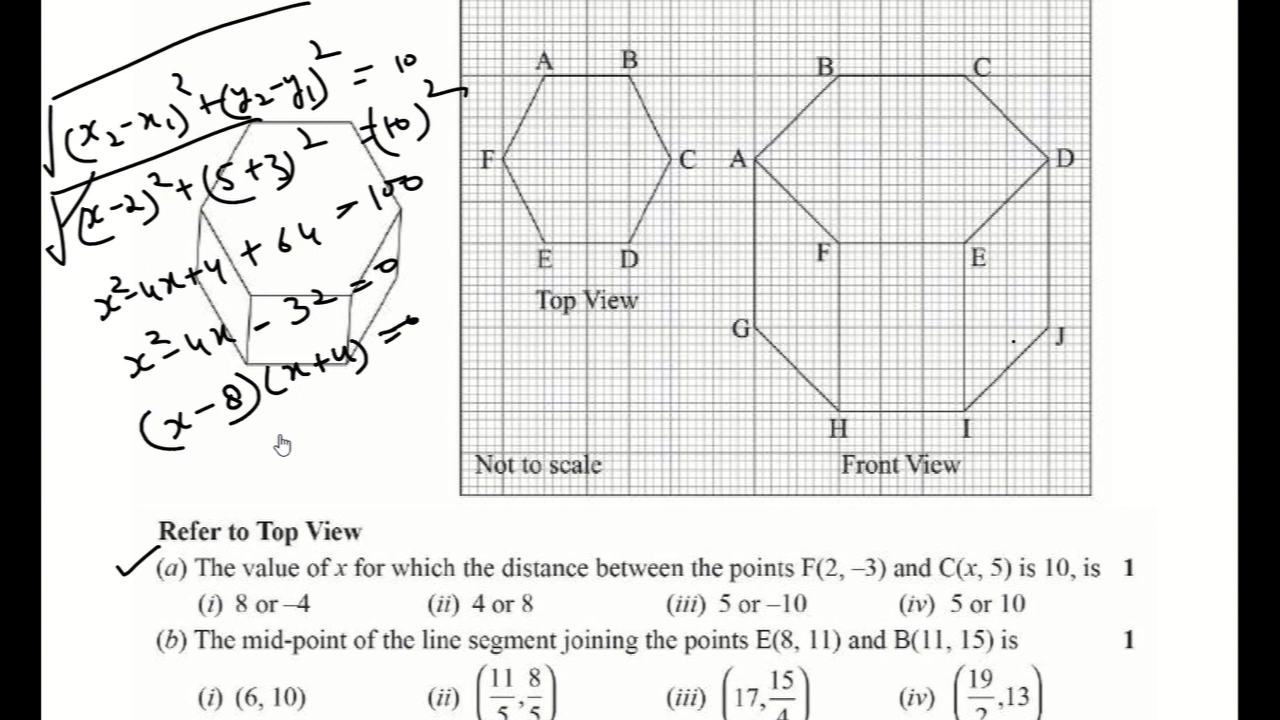 √(x₂-x₁)²+(y₂-y₁)² = 10
√(x-2)²+(5+3)² =(10)²
x²-4x+4 + 64 = 100
x²-4x - 32 = 0
(x-8)(x+4) = 0
A B
F C
E D
Top View
B C
A D
F E
G J
H I
Not to scale
Front View
Refer to Top View
(a) The value of x for which the distance between the points F(2, –3) and C(x, 5) is 10, is 1
(i) 8 or –4 (ii) 4 or 8 (iii) 5 or –10 (iv) 5 or 10
(b) The mid-point of the line segment joining the points E(8, 11) and B(11, 15) is 1
(i) (6, 10) (ii) (11/5, 8/5) (iii) (17, 15/4) (iv) (19/2, 13)